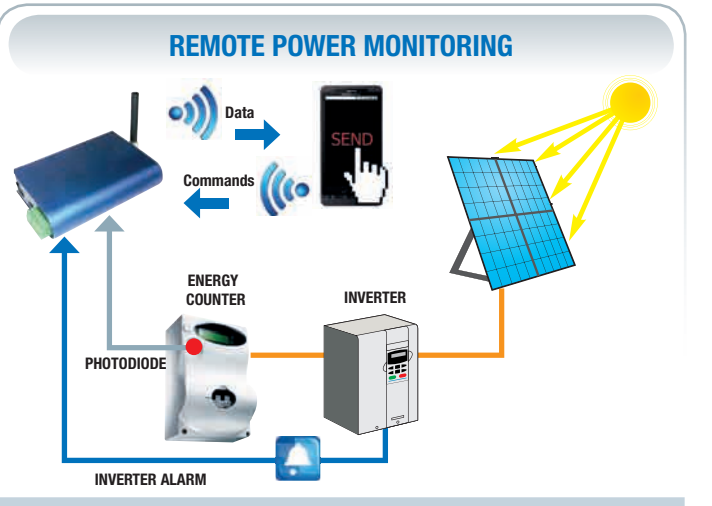 REMOTE POWER MONITORING
Data
SEND
Commands
ENERGY
COUNTER
INVERTER
PHOTODIODE
INVERTER ALARM